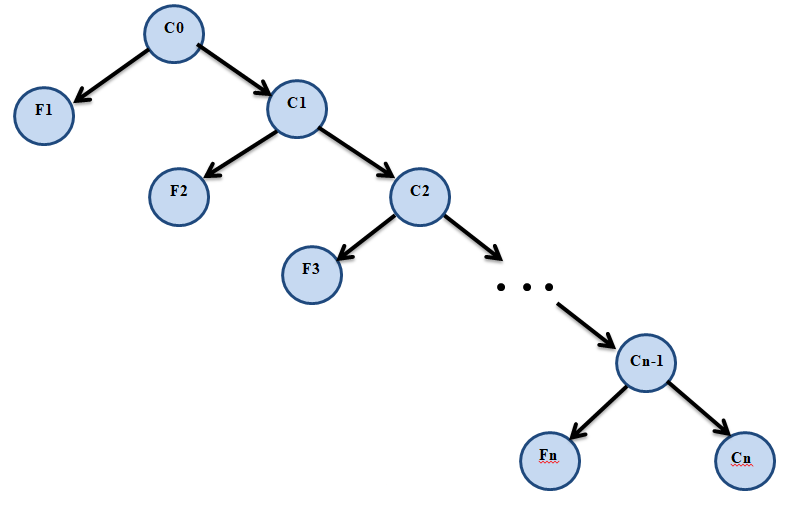 C0
F1
C1
F2
C2
F3
. . .
Cn-1
Fn
Cn